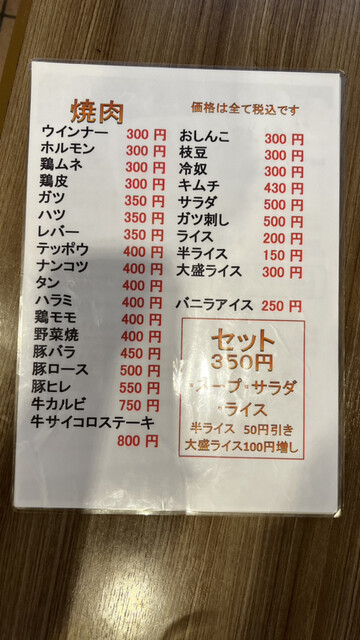 焼肉
価格は全て税込です
ウインナー 300 円
ホルモン 300 円
鶏ムネ 300 円
鶏皮 300 円
ガツ 350 円
ハツ 350 円
レバー 350 円
テッポウ 400 円
ナンコツ 400 円
タン 400 円
ハラミ 400 円
鶏モモ 400 円
野菜焼 400 円
豚バラ 450 円
豚ロース 500 円
豚ヒレ 550 円
牛カルビ 750 円
牛サイコロステーキ
800 円
おしんこ 300 円
枝豆 300 円
冷奴 300 円
キムチ 430 円
サラダ 500 円
ガツ刺し 500 円
ライス 200 円
半ライス 150 円
大盛ライス 300 円
バニラアイス 250 円
セット
350円
・スープ・サラダ
・ライス
半ライス 50円引き
大盛ライス100円増し